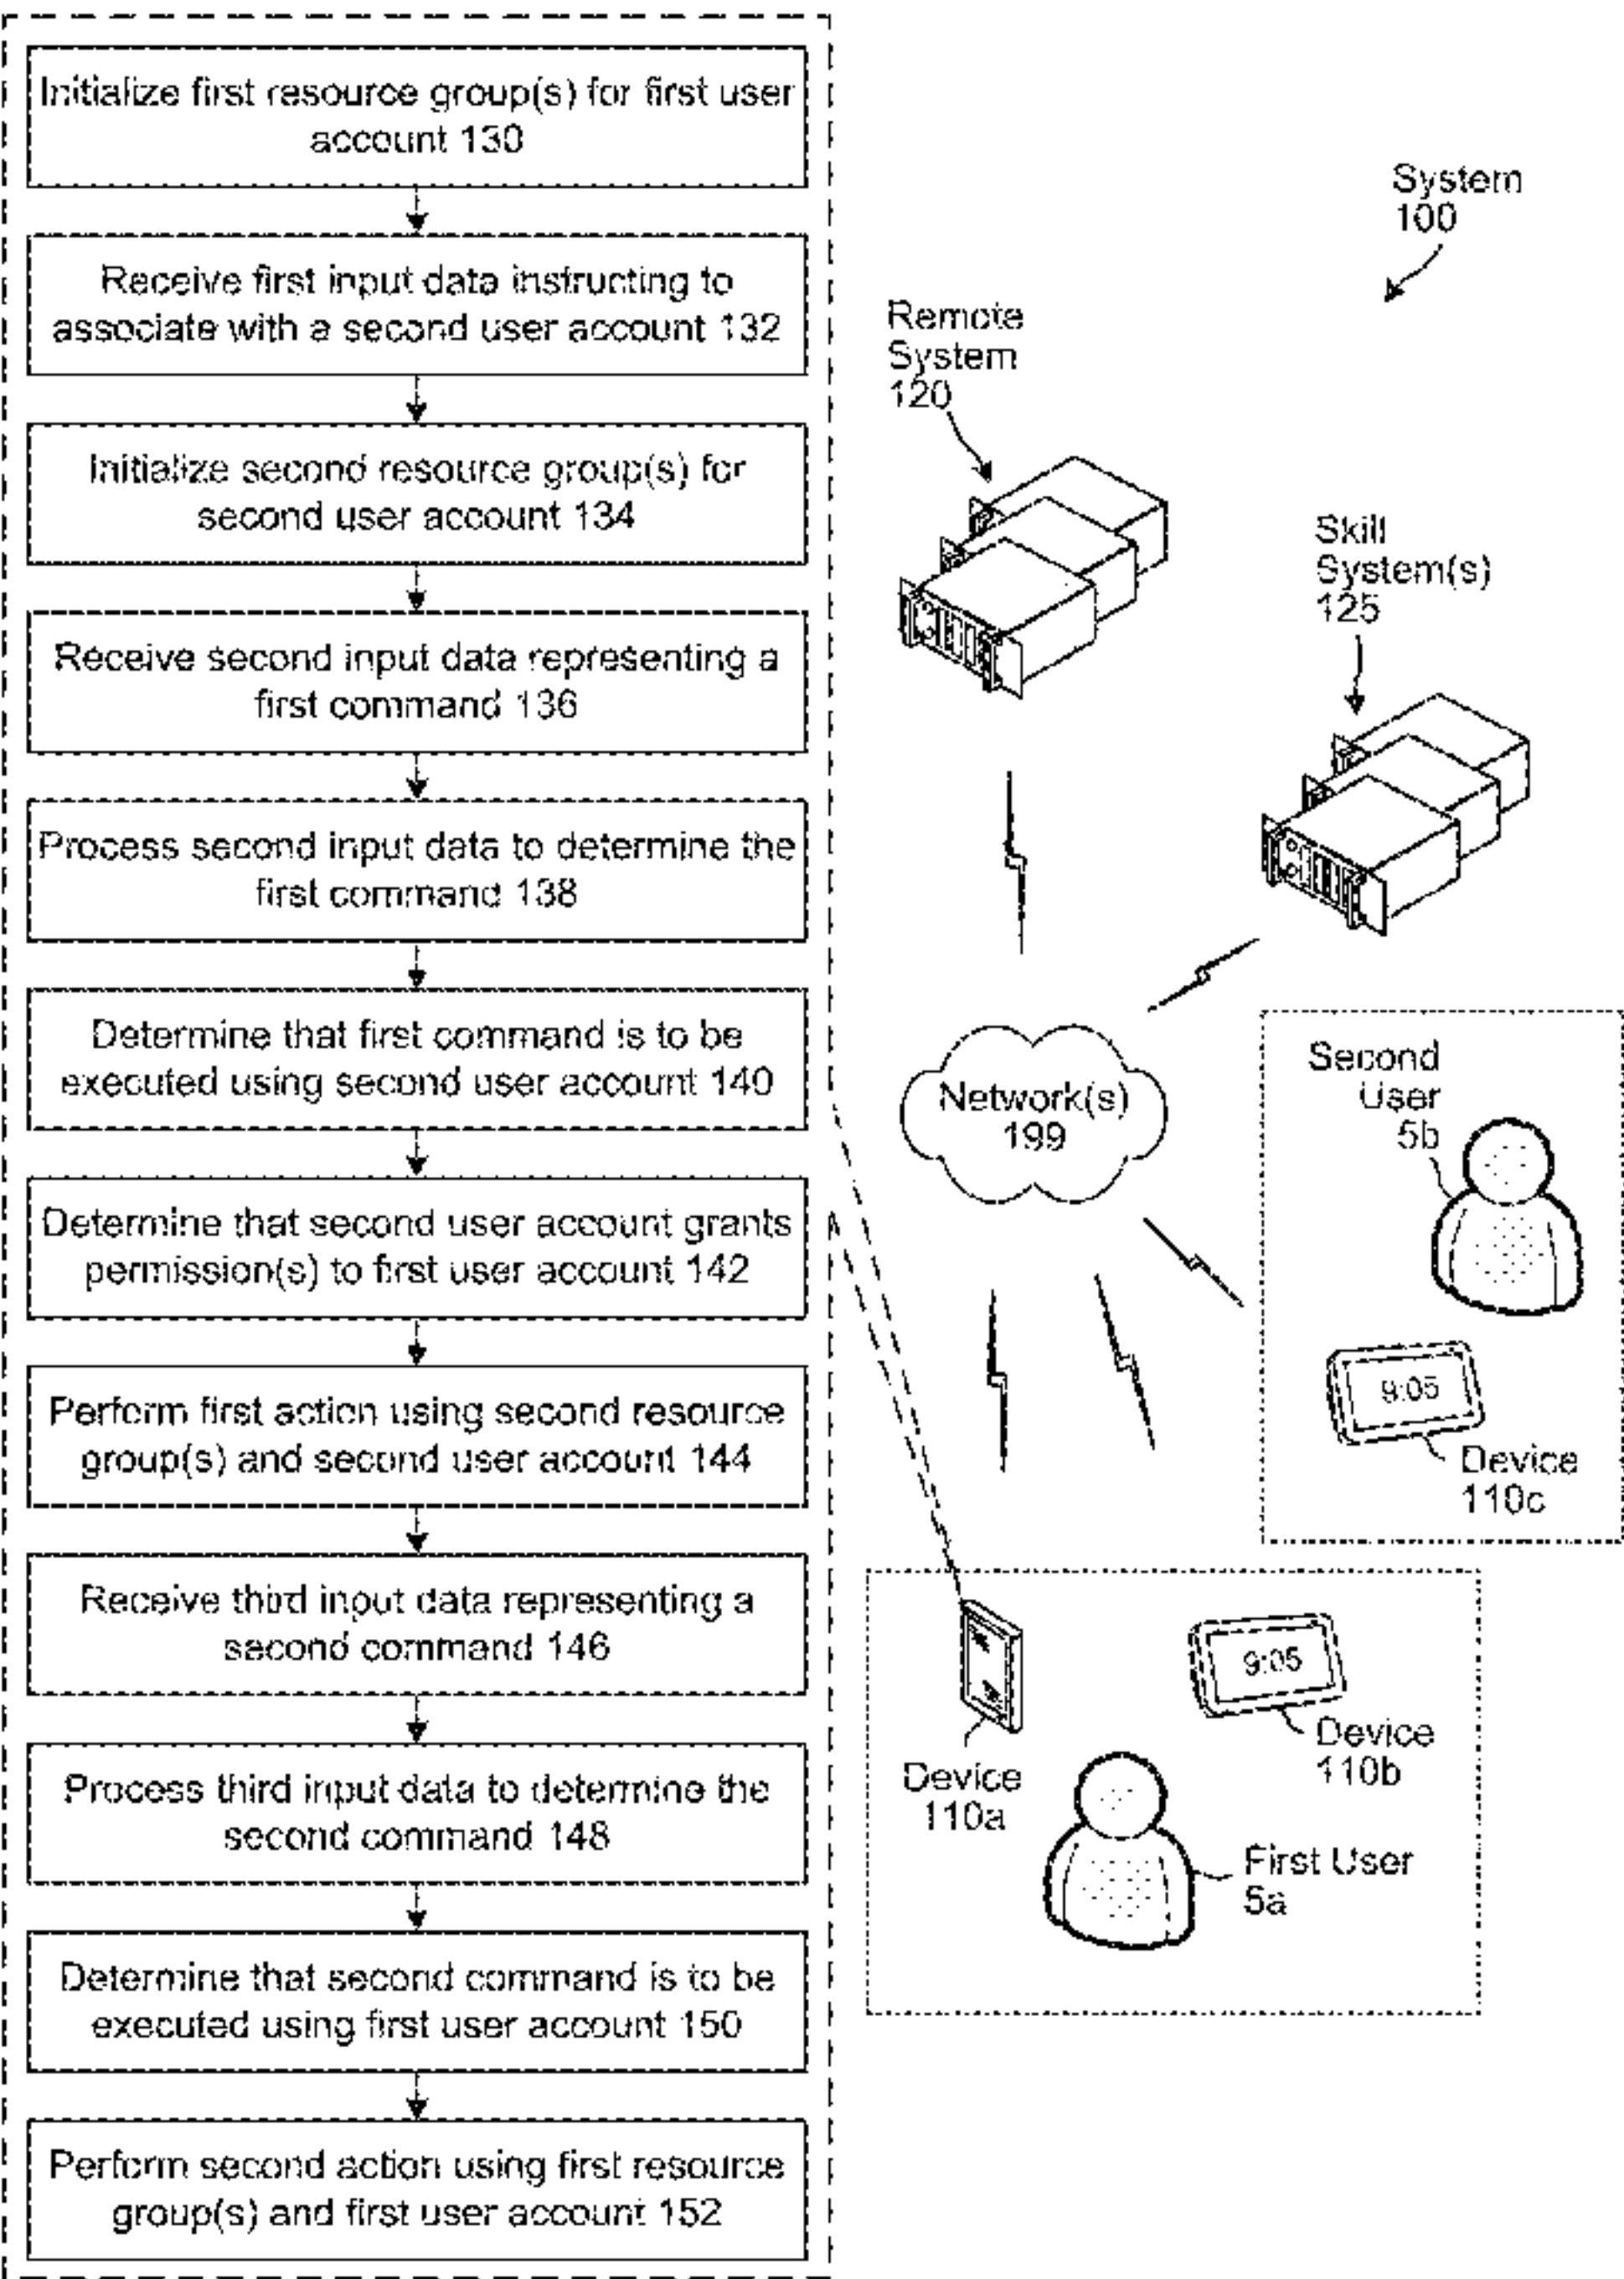 Initialize first resource group(s) for first user
account 130
Receive first input data instructing to
associate with a second user account 132
Initialize second resource group(s) for
second user account 134
Receive second input data representing a
first command 136
Process second input data to determine the
first command 138
Determine that first command is to be
executed using second user account 140
Determine that second user account grants
permission(s) to first user account 142
Perform first action using second resource
group(s) and second user account 144
Receive third input data representing a
second command 146
Process third input data to determine the
second command 148
Determine that second command is to be
executed using first user account 150
Perform second action using first resource
group(s) and first user account 152
System
100
Remote
System
120
Skill
System(s)
125
Network(s)
199
Second
User
5b
9:05
Device
110c
9:05
Device
110b
Device
110a
First User
5a